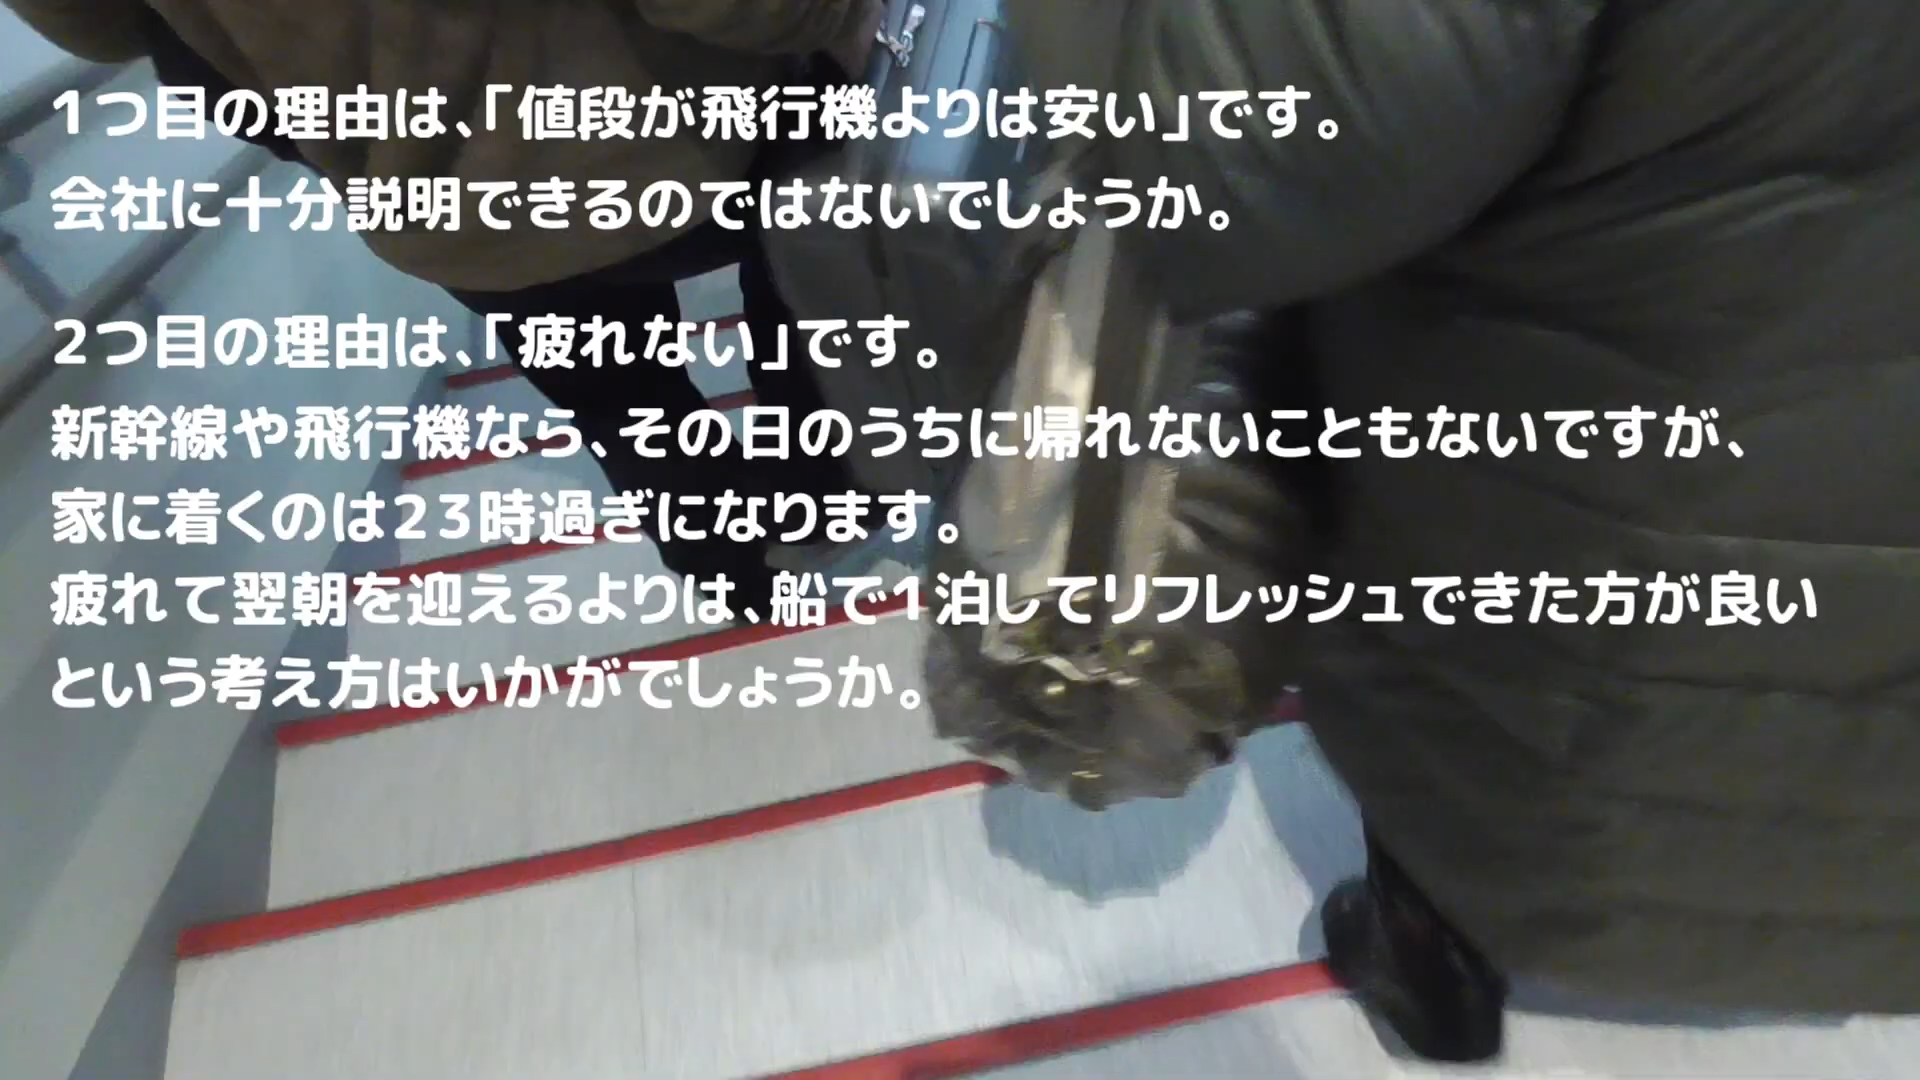 1つ目の理由は、「値段が飛行機よりは安い」です。
会社に十分説明できるのではないでしょうか。
2つ目の理由は、「疲れない」です。
新幹線や飛行機なら、その日のうちに帰れないこともないですが、
家に着くのは23時過ぎになります。
疲れて翌朝を迎えるよりは、船で1泊してリフレッシュできた方が良い
という考え方はいかがでしょうか。